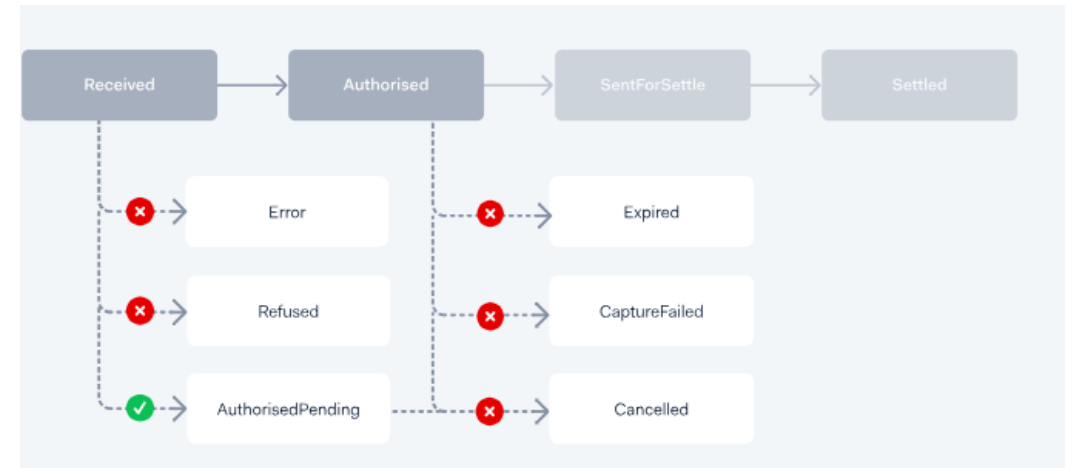 Received
Authorised
SentForSettle
Settled
Error
Expired
Refused
CaptureFailed
AuthorisedPending
Cancelled